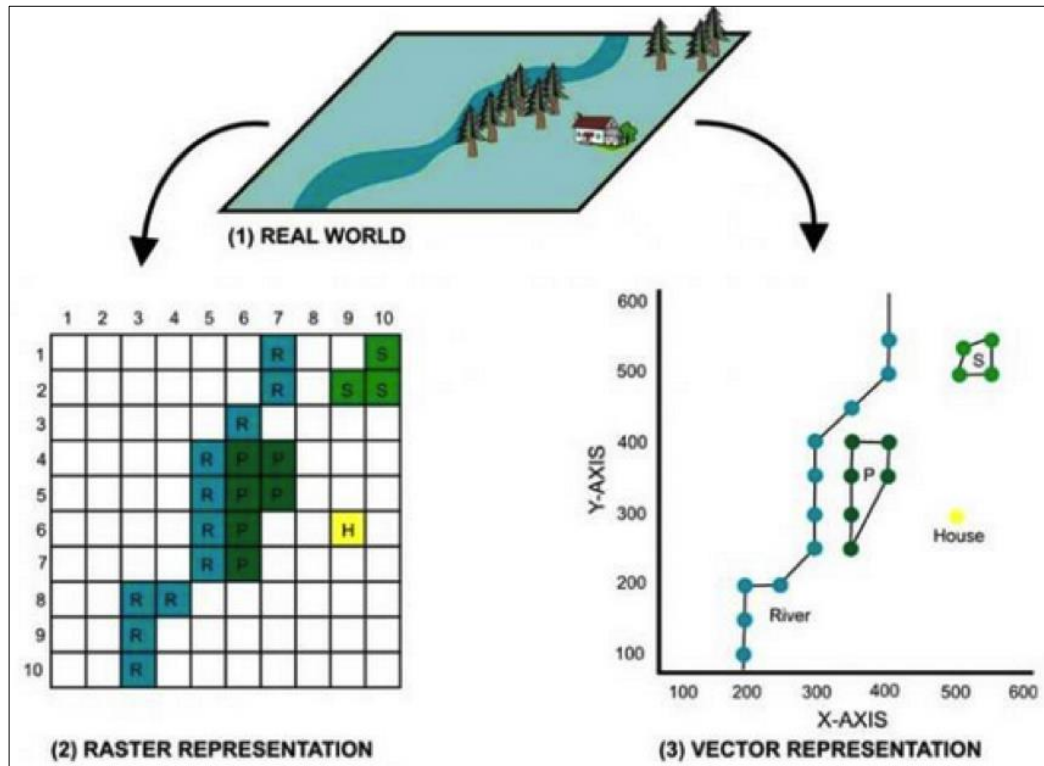 (1) REAL WORLD
1 2 3 4 5 6 7 8 9 10
1 R S
2 R S S
3 R
4 R P P
5 R P P
6 R P H
7 R P
8 R R
9 R
10 R
(2) RASTER REPRESENTATION
600
500
400
300
200
100
Y-AXIS
S
P
House
River
100 200 300 400 500 600
X-AXIS
(3) VECTOR REPRESENTATION